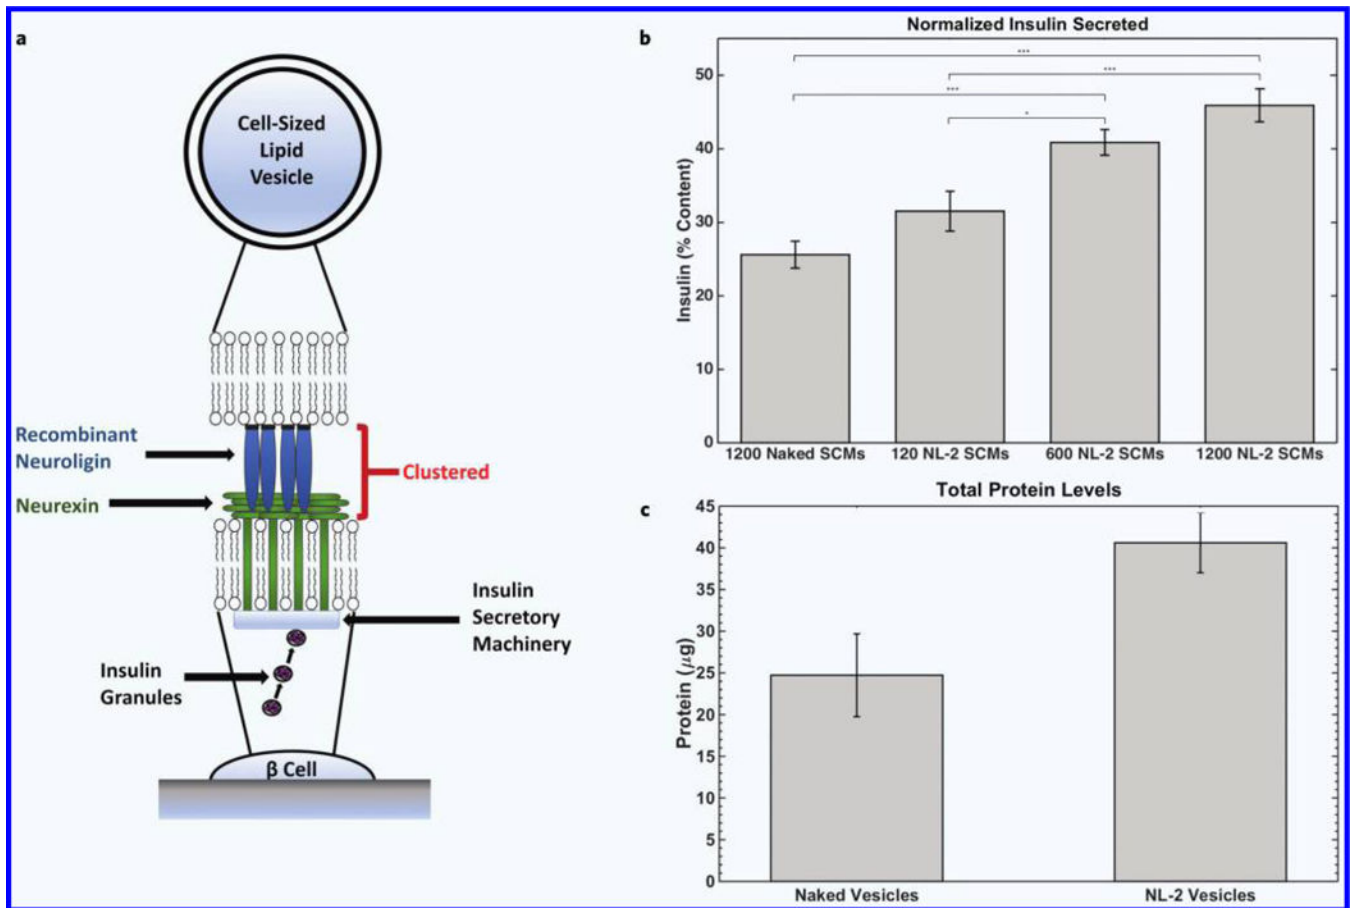 a
Cell-Sized
Lipid
Vesicle
Recombinant
Neuroligin
Neurexin
Clustered
Insulin
Secretory
Machinery
Insulin
Granules
β Cell
b
Normalized Insulin Secreted
Insulin (% Content)
50
40
30
20
10
0
***
***
***
*
1200 Naked SCMs 120 NL-2 SCMs 600 NL-2 SCMs 1200 NL-2 SCMs
c
Total Protein Levels
Protein (μg)
45
40
35
30
25
20
15
10
5
0
Naked Vesicles NL-2 Vesicles